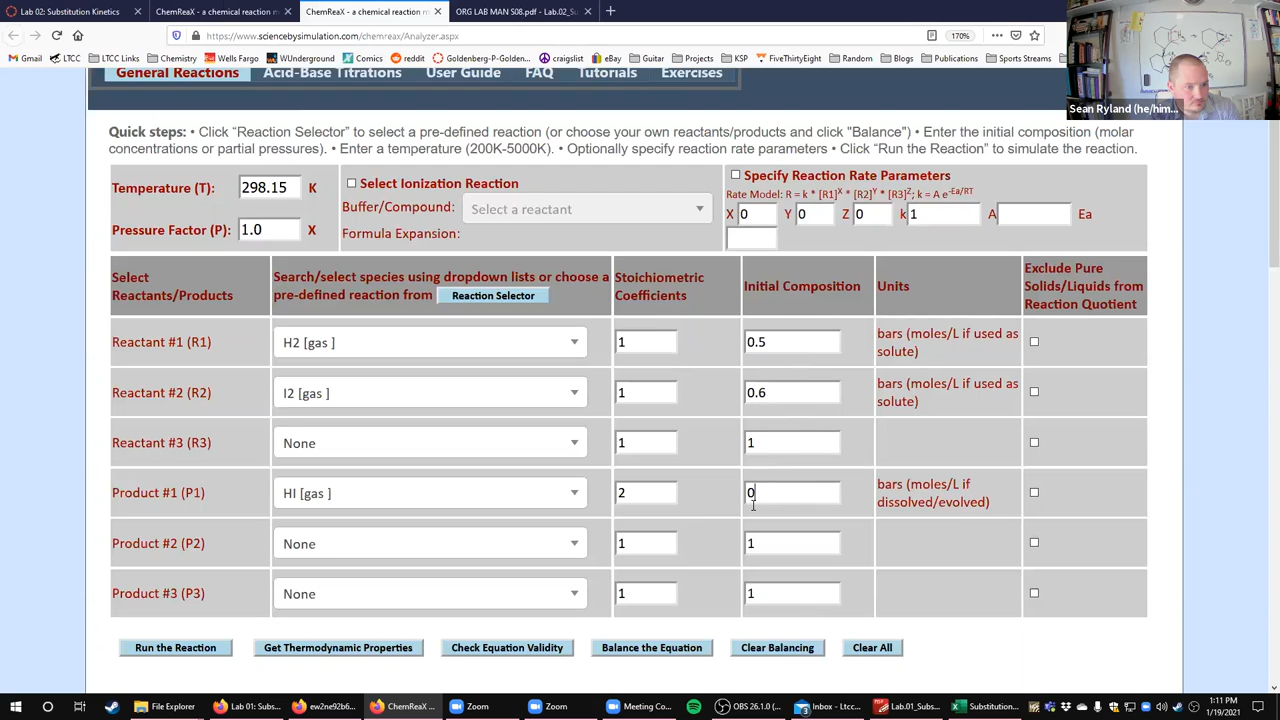 Lab 02: Substitution Kinetics
ChemReaX - a chemical reaction m
ChemReaX - a chemical reaction m
ORG LAB MAN S08.pdf - Lab.02_Su
https://www.sciencebysimulation.com/chemreax/Analyzer.aspx
170%
Gmail
LTCC
LTCC Links
Chemistry
Wells Fargo
WUnderground
Comics
reddit
Goldenberg-P-Golden
craigslist
eBay
Guitar
Projects
KSP
FiveThirtyEight
Random
Blogs
Publications
Sports Streams
Sean Ryland (he/him...
General Reactions
Acid-Base Titrations
User Guide
FAQ
Tutorials
Exercises
Quick steps: • Click "Reaction Selector" to select a pre-defined reaction (or choose your own reactants/products and click "Balance") • Enter the initial composition (molar
concentrations or partial pressures). • Enter a temperature (200K-5000K). • Optionally specify reaction rate parameters • Click "Run the Reaction" to simulate the reaction.
Temperature (T): 298.15 K
Pressure Factor (P): 1.0 X
Select Ionization Reaction
Buffer/Compound: Select a reactant
Formula Expansion:
Specify Reaction Rate Parameters
Rate Model: R = k * [R1]^X * [R2]^Y * [R3]^Z; k = A e^-Ea/RT
X 0 Y 0 Z 0 k 1 A Ea
Select
Reactants/Products
Search/select species using dropdown lists or choose a
pre-defined reaction from Reaction Selector
Stoichiometric
Coefficients
Initial Composition
Units
Exclude Pure
Solids/Liquids from
Reaction Quotient
Reactant #1 (R1) H2 [gas ] 1 0.5 bars (moles/L if used as
solute)
Reactant #2 (R2) I2 [gas ] 1 0.6 bars (moles/L if used as
solute)
Reactant #3 (R3) None 1 1
Product #1 (P1) HI [gas ] 2 0 bars (moles/L if
dissolved/evolved)
Product #2 (P2) None 1 1
Product #3 (P3) None 1 1
Run the Reaction
Get Thermodynamic Properties
Check Equation Validity
Balance the Equation
Clear Balancing
Clear All
File Explorer
Lab 01: Subs...
ew2ne92b6...
ChemReaX ...
Zoom
Zoom
Meeting Co...
OBS 26.1.0 (...
Inbox - Ltcc...
Lab.01_Subs...
Substitution...
1:11 PM
1/19/2021